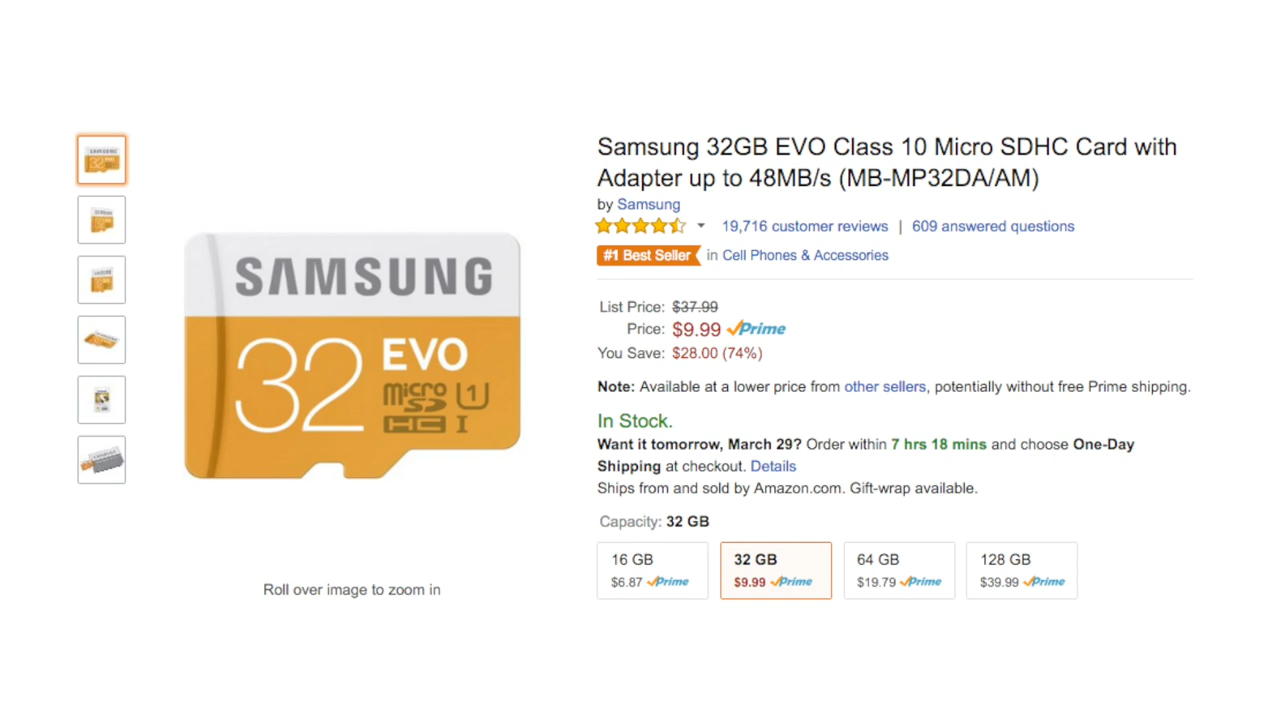 SAMSUNG
32 EVO
micro
SD
HC I
U1
Roll over image to zoom in
Samsung 32GB EVO Class 10 Micro SDHC Card with
Adapter up to 48MB/s (MB-MP32DA/AM)
by Samsung
19,716 customer reviews | 609 answered questions
#1 Best Seller in Cell Phones & Accessories
List Price: $37.99
Price: $9.99 Prime
You Save: $28.00 (74%)
Note: Available at a lower price from other sellers, potentially without free Prime shipping.
In Stock.
Want it tomorrow, March 29? Order within 7 hrs 18 mins and choose One-Day
Shipping at checkout. Details
Ships from and sold by Amazon.com. Gift-wrap available.
Capacity: 32 GB
16 GB
$6.87 Prime
32 GB
$9.99 Prime
64 GB
$19.79 Prime
128 GB
$39.99 Prime